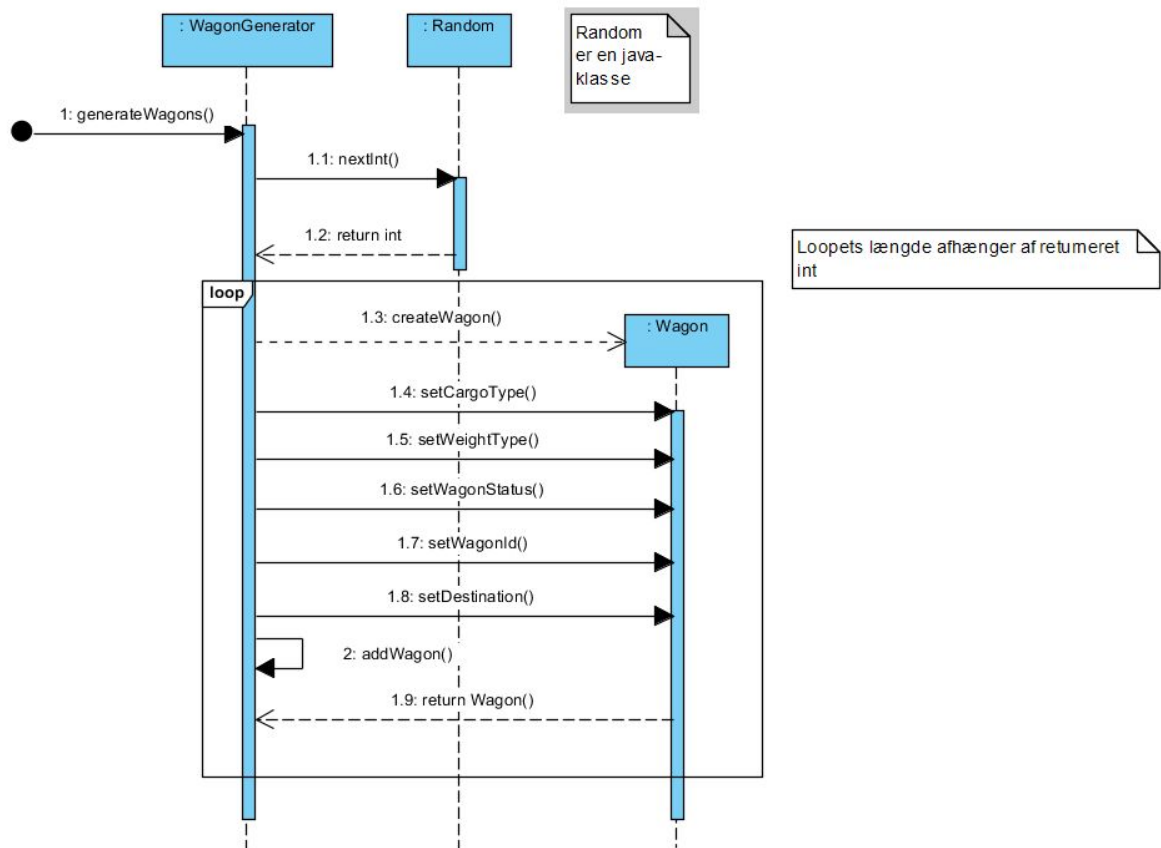 : WagonGenerator
: Random
Random
er en java-
klasse
1: generateWagons()
1.1: nextInt()
1.2: return int
Loopets længde afhænger af returneret
int
loop
1.3: createWagon()
: Wagon
1.4: setCargoType()
1.5: setWeightType()
1.6: setWagonStatus()
1.7: setWagonId()
1.8: setDestination()
2: addWagon()
1.9: return Wagon()